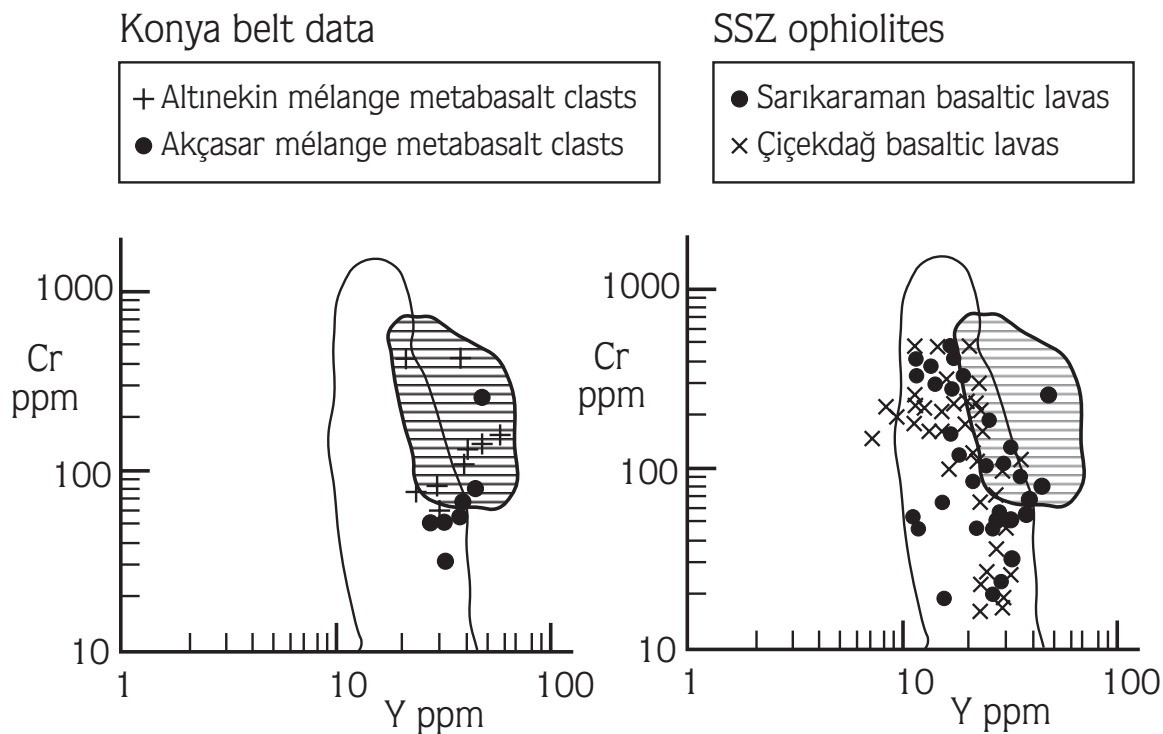 Konya belt data
+ Altınekin mélange metabasalt clasts
● Akçasar mélange metabasalt clasts
1000
Cr
ppm
100
10
1
10
100
Y ppm
SSZ ophiolites
● Sarıkaraman basaltic lavas
× Çiçekdağ basaltic lavas
1000
Cr
ppm
100
10
1
10
100
Y ppm